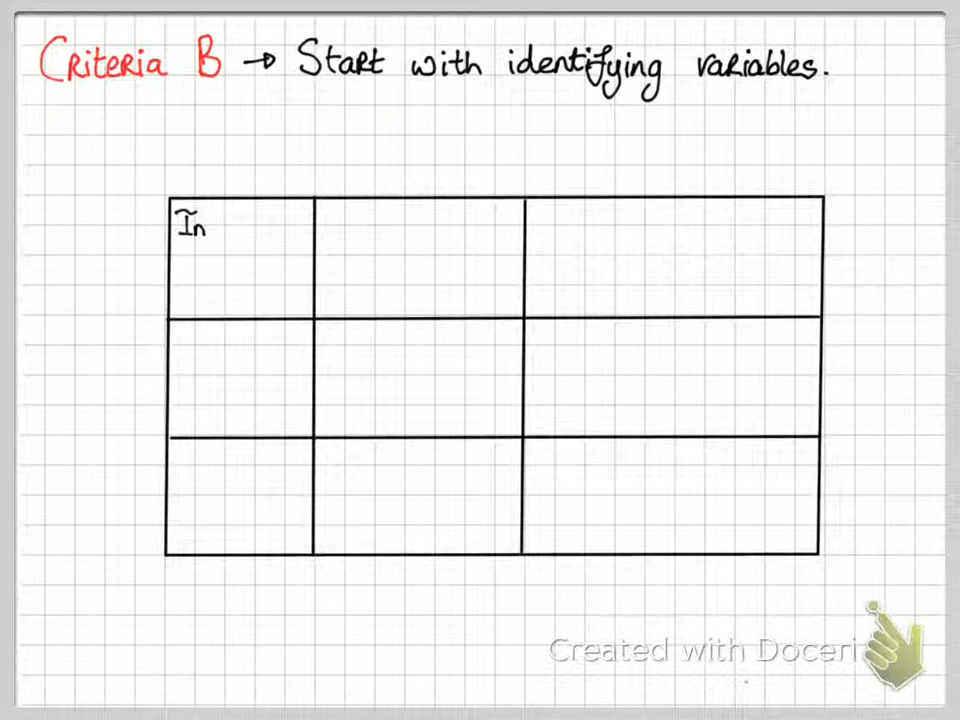 Criteria B → Start with identifying variables.
In
Created with Doceri